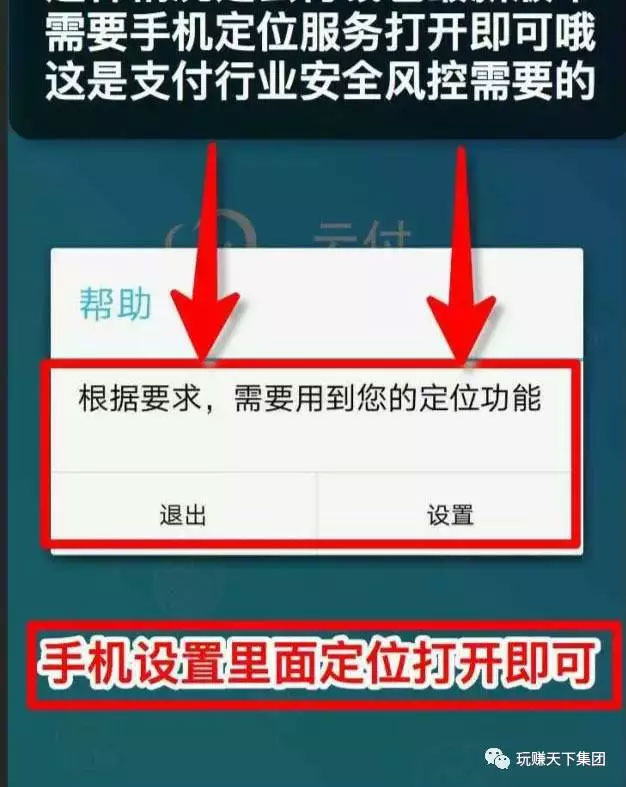 需要手机定位服务打开即可哦
这是支付行业安全风控需要的
云付
帮助
根据要求，需要用到您的定位功能
退出
设置
手机设置里面定位打开即可
玩赚天下集团